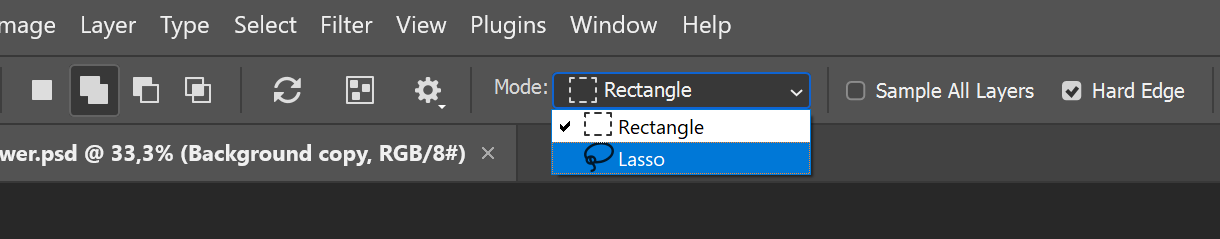 mage Layer Type Select Filter View Plugins Window Help
Mode: Rectangle Sample All Layers Hard Edge
Rectangle
Lasso
wer.psd @ 33,3% (Background copy, RGB/8#) ×